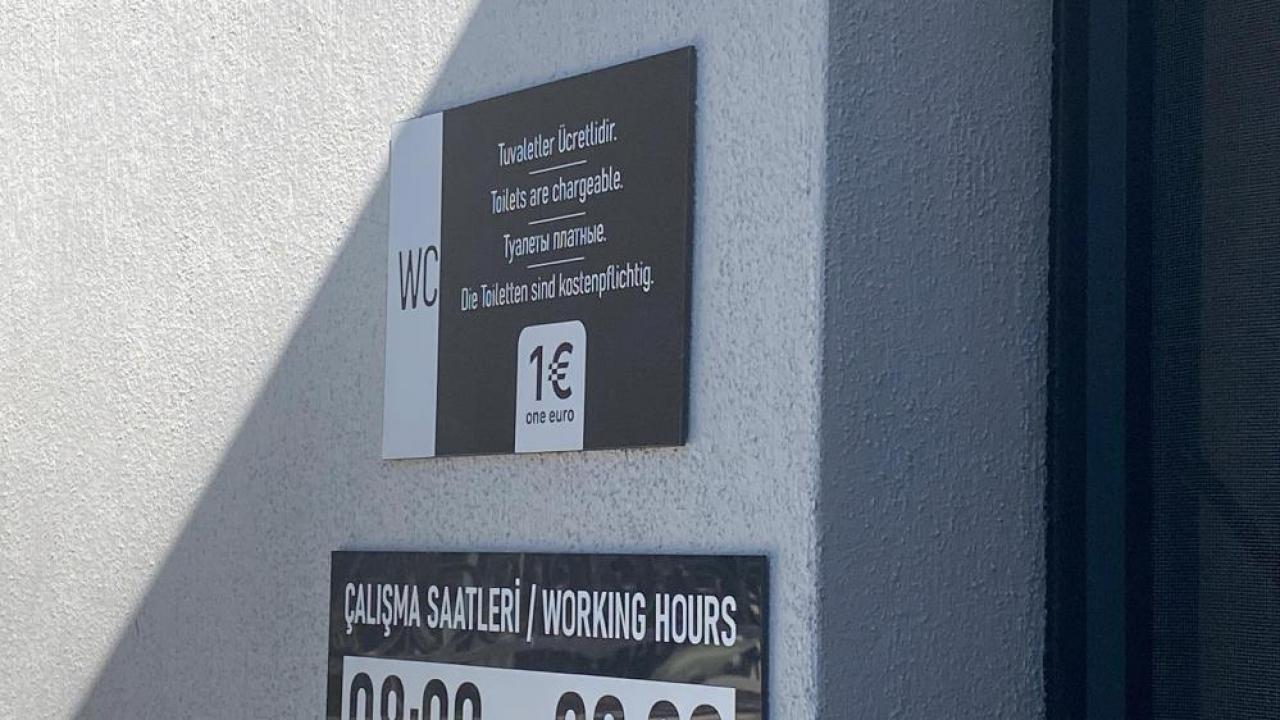 WC
Tuvaletler Ücretlidir.
Toilets are chargeable.
Туалеты платные.
Die Toiletten sind kostenpflichtig.
1€
one euro
ÇALIŞMA SAATLERİ / WORKING HOURS